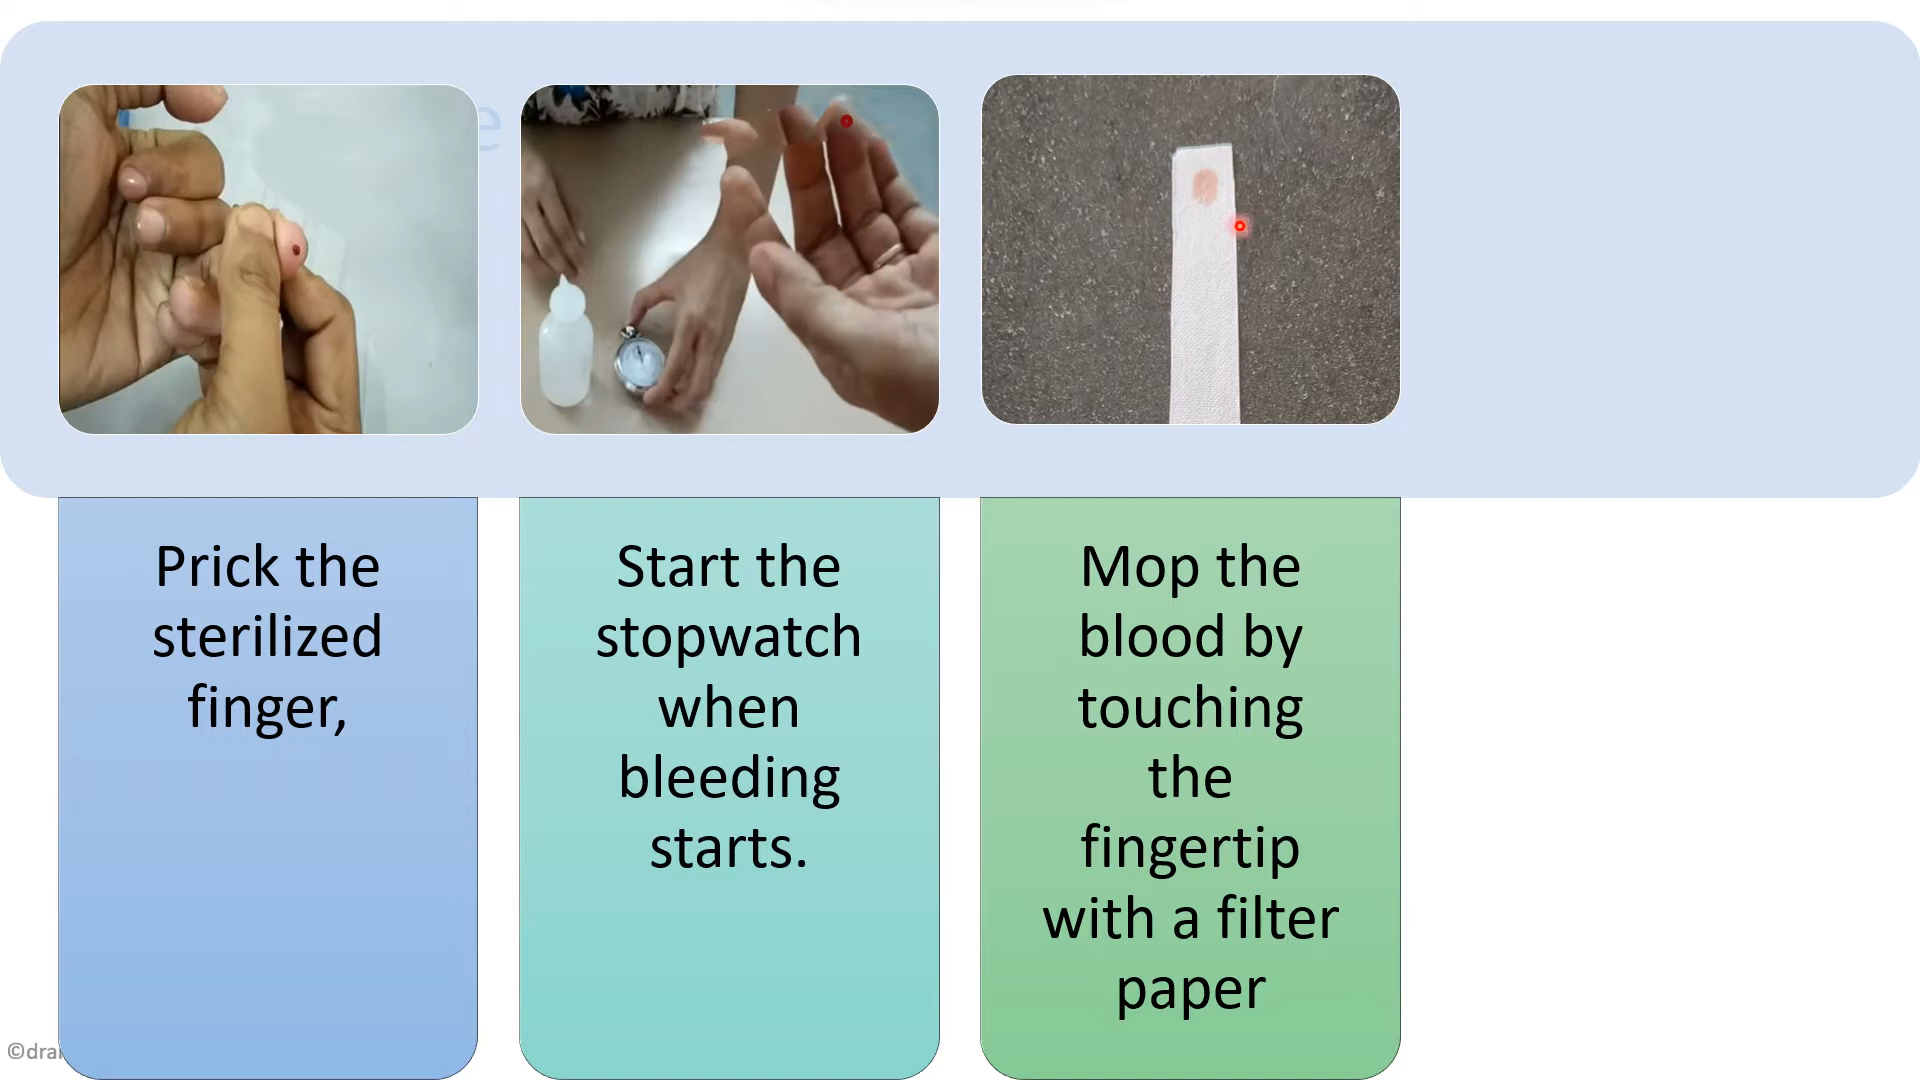 e
Prick the
sterilized
finger,
Start the
stopwatch
when
bleeding
starts.
Mop the
blood by
touching
the
fingertip
with a filter
paper
©drar